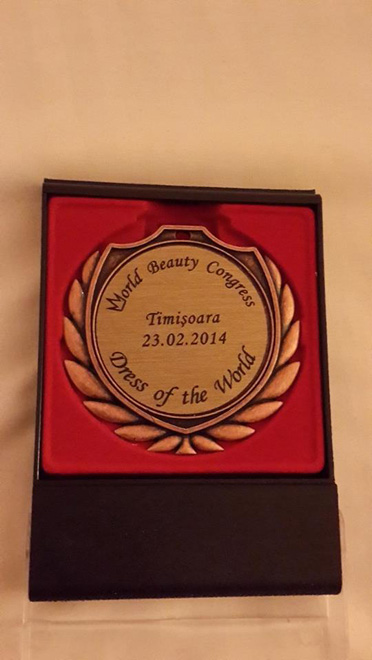 World Beauty Congress
Timişoara
23.02.2014
Dress of the World